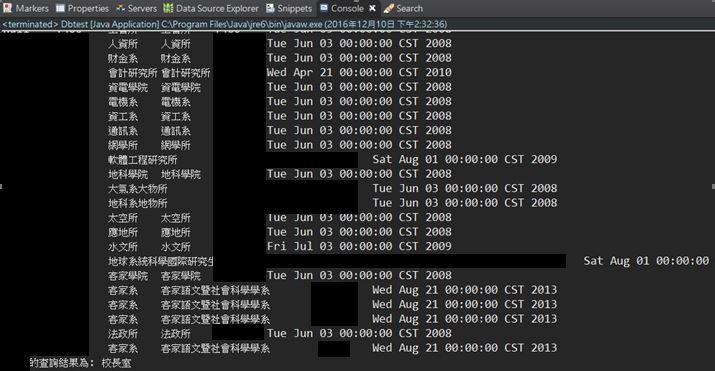 Markers Properties Servers Data Source Explorer Snippets Console Search
<terminated> Dbtest [Java Application] C:\Program Files\Java\jre6\bin\javaw.exe (2016年12月10日 下午2:32:36)
人資所 Tue Jun 03 00:00:00 CST 2008
財金系 Tue Jun 03 00:00:00 CST 2008
會計研究所 會計研究所 Wed Apr 21 00:00:00 CST 2010
資電學院 資電學院 Tue Jun 03 00:00:00 CST 2008
電機系 電機系 Tue Jun 03 00:00:00 CST 2008
資工系 資工系 Tue Jun 03 00:00:00 CST 2008
通訊系 通訊系 Tue Jun 03 00:00:00 CST 2008
網學所 網學所 Tue Jun 03 00:00:00 CST 2008
軟體工程研究所 Sat Aug 01 00:00:00 CST 2009
地科學院 地科學院 Tue Jun 03 00:00:00 CST 2008
大氣系大物所 Tue Jun 03 00:00:00 CST 2008
地科系地物所 Tue Jun 03 00:00:00 CST 2008
太空所 太空所 Tue Jun 03 00:00:00 CST 2008
應地所 應地所 Tue Jun 03 00:00:00 CST 2008
水文所 水文所 Fri Jul 03 00:00:00 CST 2009
地球系統科學國際研究生 Sat Aug 01 00:00:00
客家學院 客家學院 Tue Jun 03 00:00:00 CST 2008
客家系 客家語文暨社會科學學系 Wed Aug 21 00:00:00 CST 2013
客家系 客家語文暨社會科學學系 Wed Aug 21 00:00:00 CST 2013
客家系 客家語文暨社會科學學系 Wed Aug 21 00:00:00 CST 2013
法政所 法政所 Tue Jun 03 00:00:00 CST 2008
客家系 客家語文暨社會科學學系 Wed Aug 21 00:00:00 CST 2013
的查詢結果為: 校長室